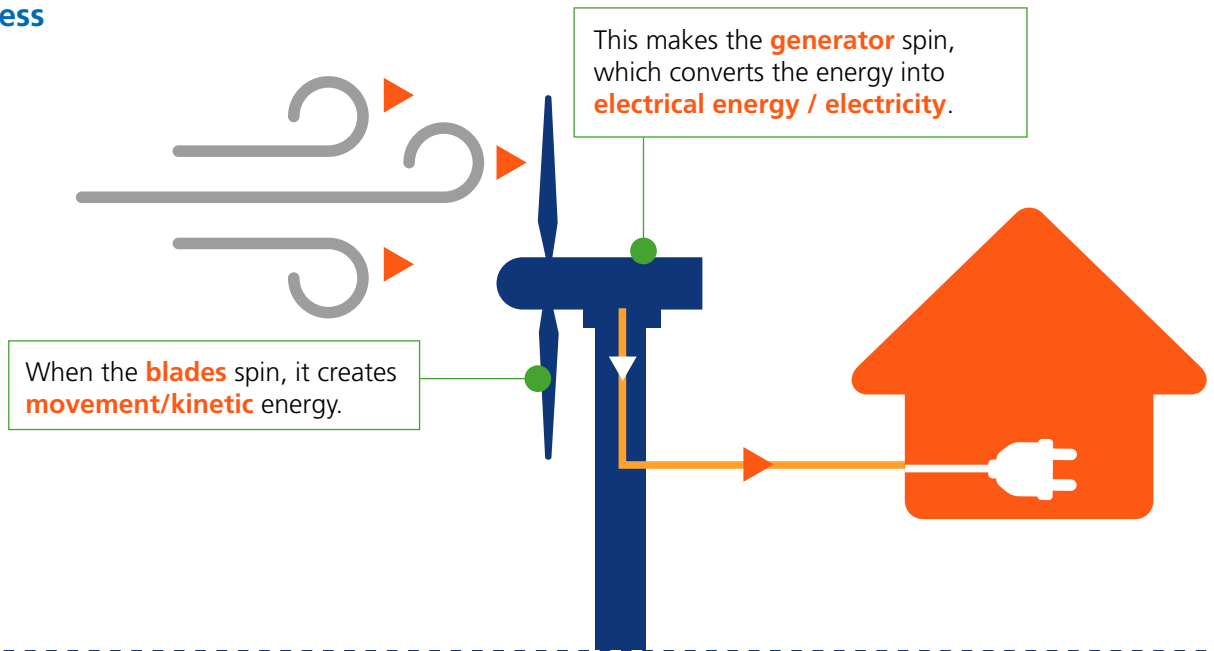 ess
This makes the generator spin,
which converts the energy into
electrical energy / electricity.
When the blades spin, it creates
movement/kinetic energy.